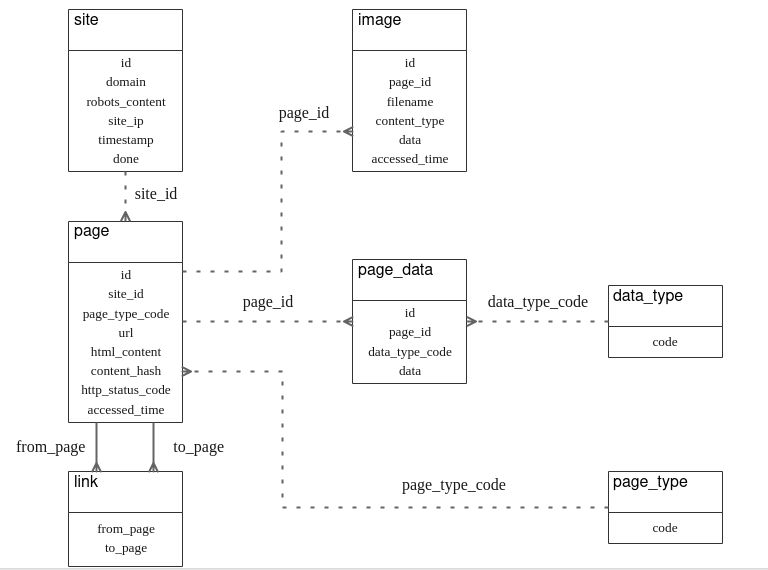 site
id
domain
robots_content
site_ip
timestamp
done
site_id
image
id
page_id
filename
content_type
data
accessed_time
page_id
page
id
site_id
page_type_code
url
html_content
content_hash
http_status_code
accessed_time
page_id
page_data
id
page_id
data_type_code
data
data_type_code
data_type
code
from_page
to_page
link
from_page
to_page
page_type_code
page_type
code